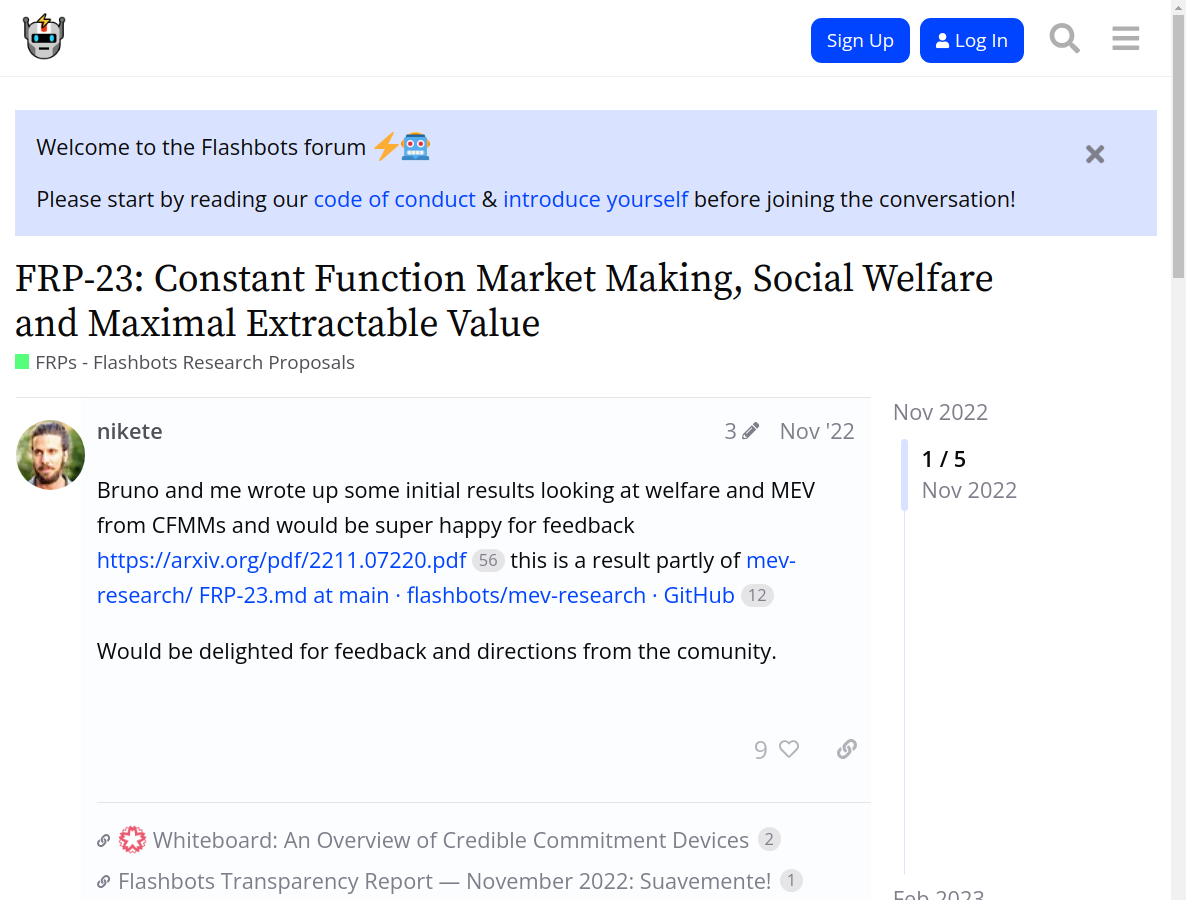 Sign Up
Log In
Welcome to the Flashbots forum
Please start by reading our code of conduct & introduce yourself before joining the conversation!
FRP-23: Constant Function Market Making, Social Welfare
and Maximal Extractable Value
FRPs - Flashbots Research Proposals
nikete
3
Nov '22
Bruno and me wrote up some initial results looking at welfare and MEV
from CFMMs and would be super happy for feedback
https://arxiv.org/pdf/2211.07220.pdf 56 this is a result partly of mev-
research/ FRP-23.md at main · flashbots/mev-research · GitHub 12
Would be delighted for feedback and directions from the comunity.
9
Whiteboard: An Overview of Credible Commitment Devices 2
Flashbots Transparency Report — November 2022: Suavemente! 1
Nov 2022
1 / 5
Nov 2022
Feb 2023